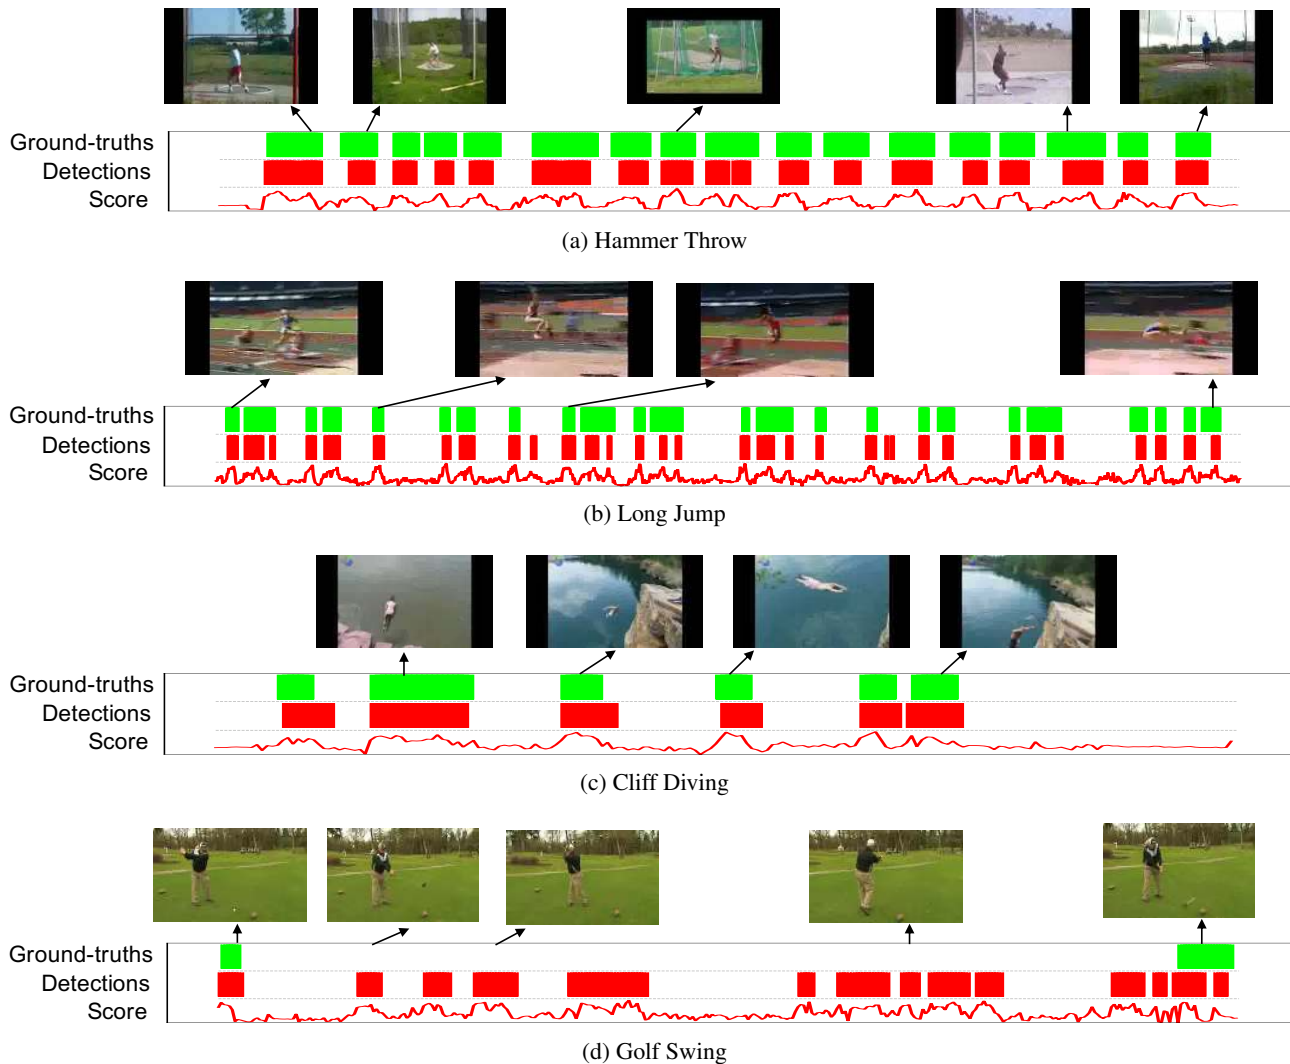 Ground-truths
Detections
Score
(a) Hammer Throw
Ground-truths
Detections
Score
(b) Long Jump
Ground-truths
Detections
Score
(c) Cliff Diving
Ground-truths
Detections
Score
(d) Golf Swing